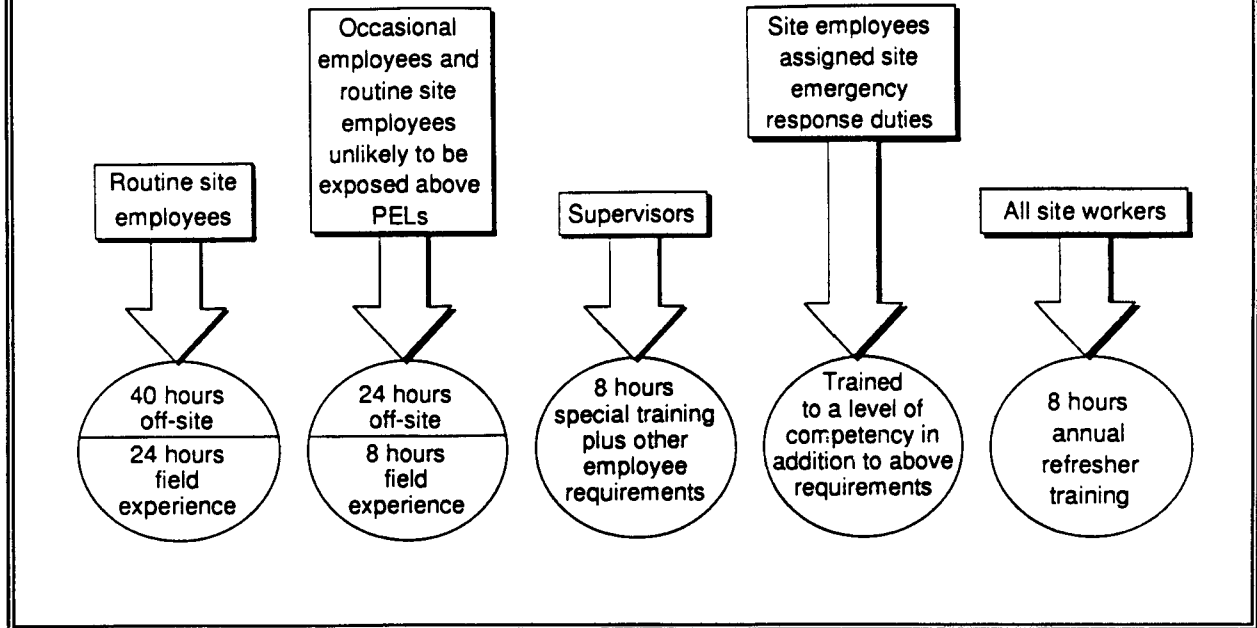 Routine site
employees
Occasional
employees and
routine site
employees
unlikely to be
exposed above
PELs
Supervisors
Site employees
assigned site
emergency
response duties
All site workers
40 hours
off-site
24 hours
field
experience
24 hours
off-site
8 hours
field
experience
8 hours
special training
plus other
employee
requirements
Trained
to a level of
competency in
addition to above
requirements
8 hours
annual
refresher
training